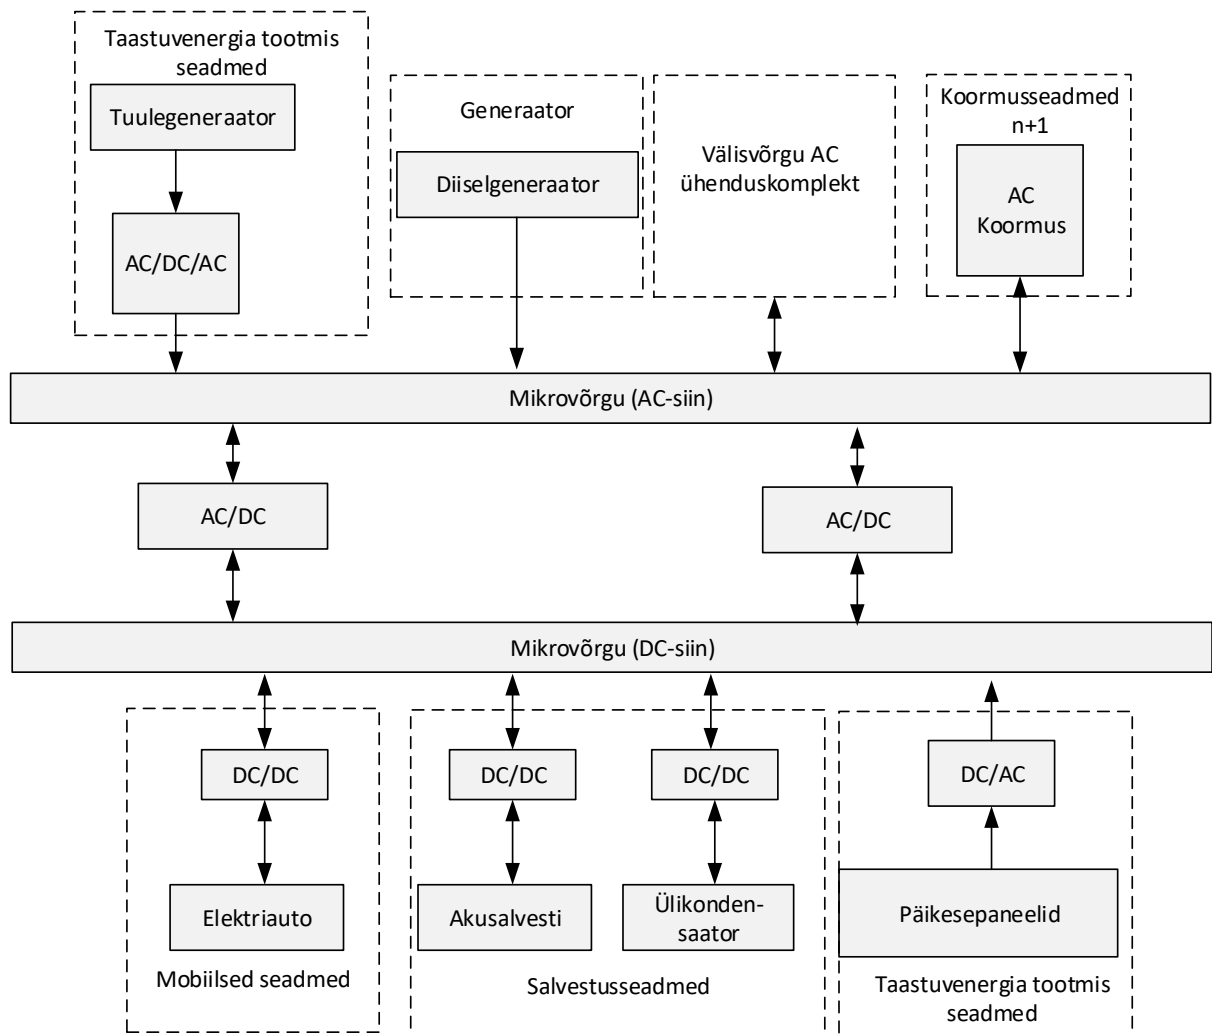 Taastuvenergia tootmis
seadmed
Tuulegeneraator
AC/DC/AC
Generaator
Diiselgeneraator
Välisvõrgu AC
ühenduskomplekt
Koormusseadmed
n+1
AC
Koormus
Mikrovõrgu (AC-siin)
AC/DC
AC/DC
Mikrovõrgu (DC-siin)
DC/DC
DC/DC
DC/DC
DC/AC
Elektriauto
Akusalvesti
Ülikonden-
saator
Päikesepaneelid
Mobiilsed seadmed
Salvestusseadmed
Taastuvenergia tootmis
seadmed